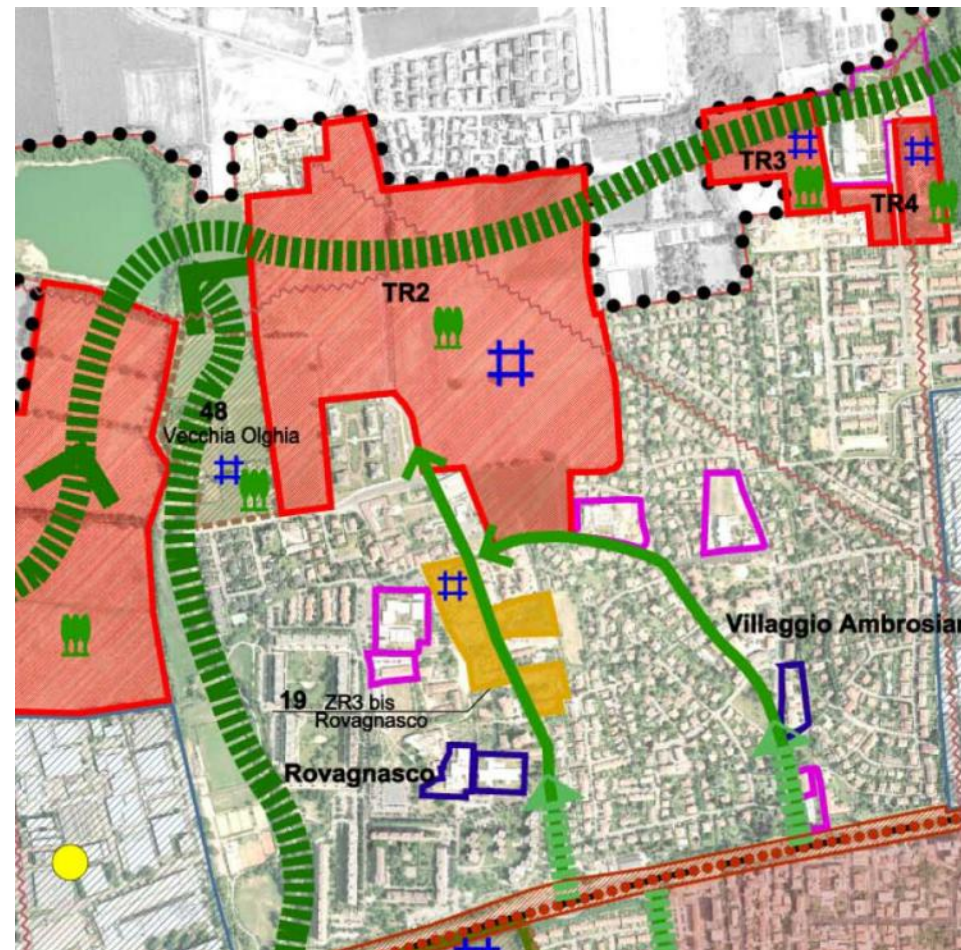 TR3
TR4
TR2
48
Vecchia Olghia
Villaggio Ambrosian
19 ZR3 bis
Rovagnasco
Rovagnasco